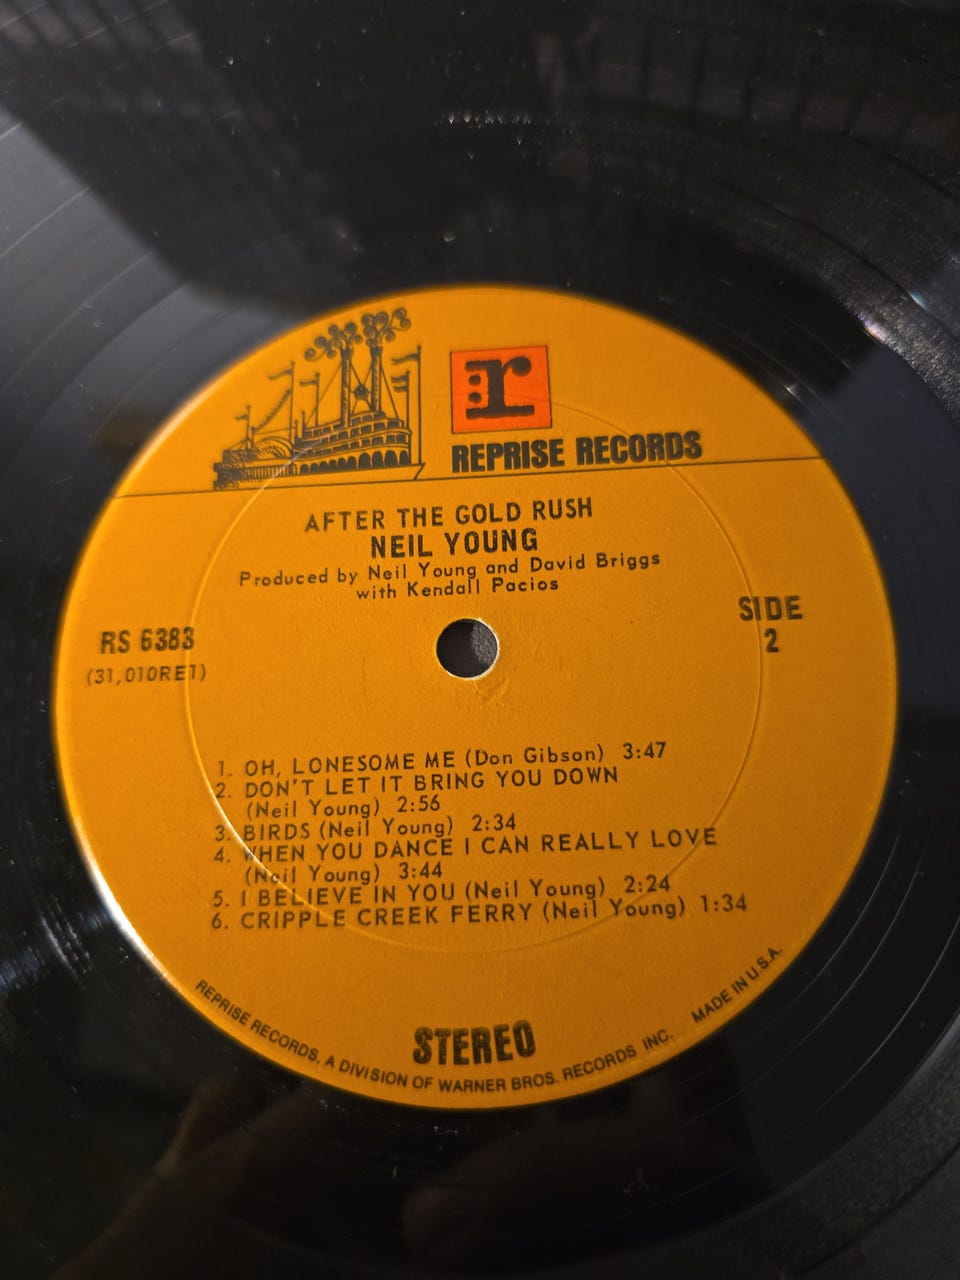 r
REPRISE RECORDS
AFTER THE GOLD RUSH
NEIL YOUNG
Produced by Neil Young and David Briggs
with Kendall Pacios
RS 6383
(31,010RE1)
SIDE
2
1. OH, LONESOME ME (Don Gibson) 3:47
2. DON'T LET IT BRING YOU DOWN
(Neil Young) 2:56
3. BIRDS (Neil Young) 2:34
4. WHEN YOU DANCE I CAN REALLY LOVE
(Neil Young) 3:44
5. I BELIEVE IN YOU (Neil Young) 2:24
6. CRIPPLE CREEK FERRY (Neil Young) 1:34
STEREO
REPRISE RECORDS, A DIVISION OF WARNER BROS. RECORDS INC. MADE IN U.S.A.